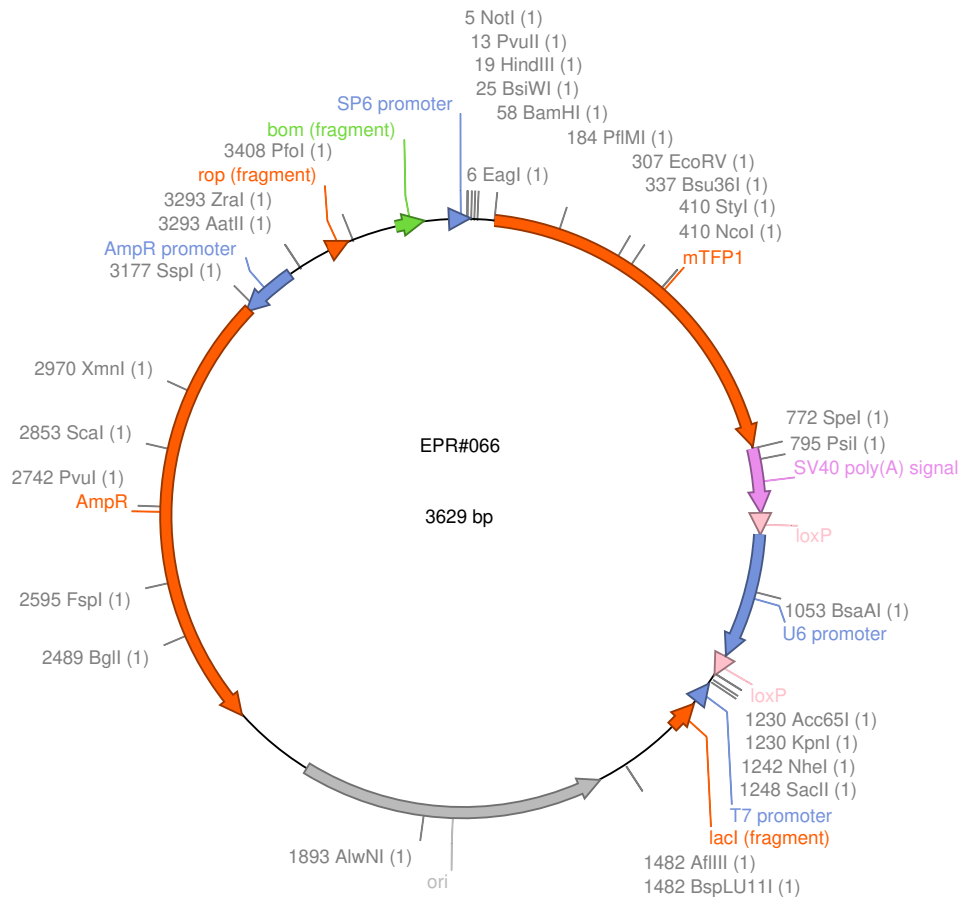 5 NotI (1)
13 PvuII (1)
19 HindIII (1)
25 BsiWI (1)
58 BamHI (1)
184 PflMI (1)
307 EcoRV (1)
337 Bsu36I (1)
410 StyI (1)
410 NcoI (1)
mTFP1
6 EagI (1)
SP6 promoter
bom (fragment)
3408 PfoI (1)
rop (fragment)
3293 ZraI (1)
3293 AatII (1)
AmpR promoter
3177 SspI (1)
2970 XmnI (1)
2853 ScaI (1)
2742 PvuI (1)
AmpR
2595 FspI (1)
2489 BglI (1)
EPR#066
3629 bp
772 SpeI (1)
795 PsiI (1)
SV40 poly(A) signal
loxP
1053 BsaAI (1)
U6 promoter
loxP
1230 Acc65I (1)
1230 KpnI (1)
1242 NheI (1)
1248 SacII (1)
T7 promoter
lacI (fragment)
1482 AflIII (1)
1482 BspLU11I (1)
1893 AlwNI (1)
ori